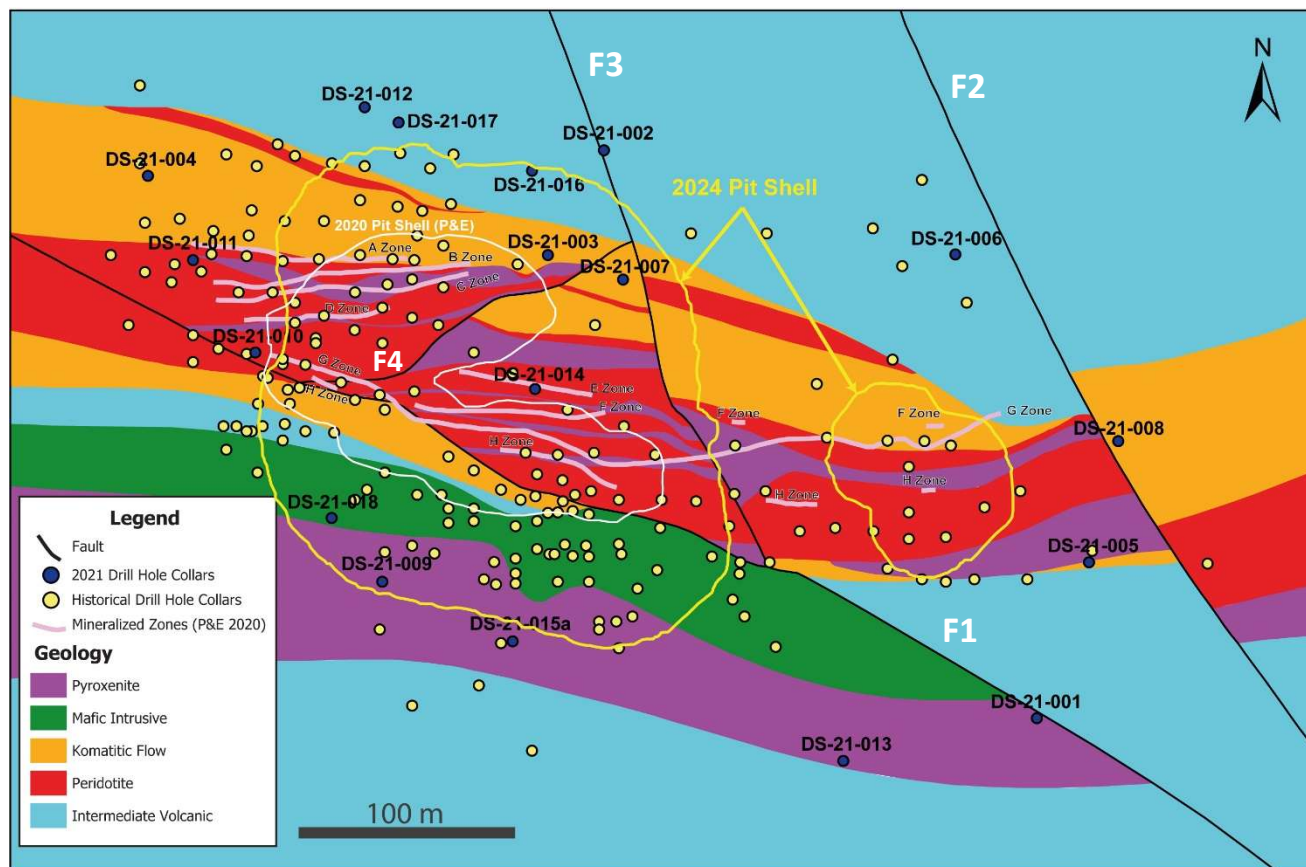 F3
F2
N
DS-21-012
DS-21-017
DS-21-002
DS-21-004
DS-21-016
2024 Pit Shell
2020 Pit Shell (P&E)
DS-21-011
A Zone
B Zone
DS-21-003
DS-21-006
C Zone
DS-21-007
D Zone
DS-21-010
G Zone
F4
H Zone
DS-21-014
E Zone
F Zone
F Zone
F Zone
G Zone
DS-21-008
H Zone
H Zone
H Zone
DS-21-018
DS-21-009
DS-21-005
DS-21-015a
F1
DS-21-001
DS-21-013
Legend
Fault
2021 Drill Hole Collars
Historical Drill Hole Collars
Mineralized Zones (P&E 2020)
Geology
Pyroxenite
Mafic Intrusive
Komatitic Flow
Peridotite
Intermediate Volcanic
100 m